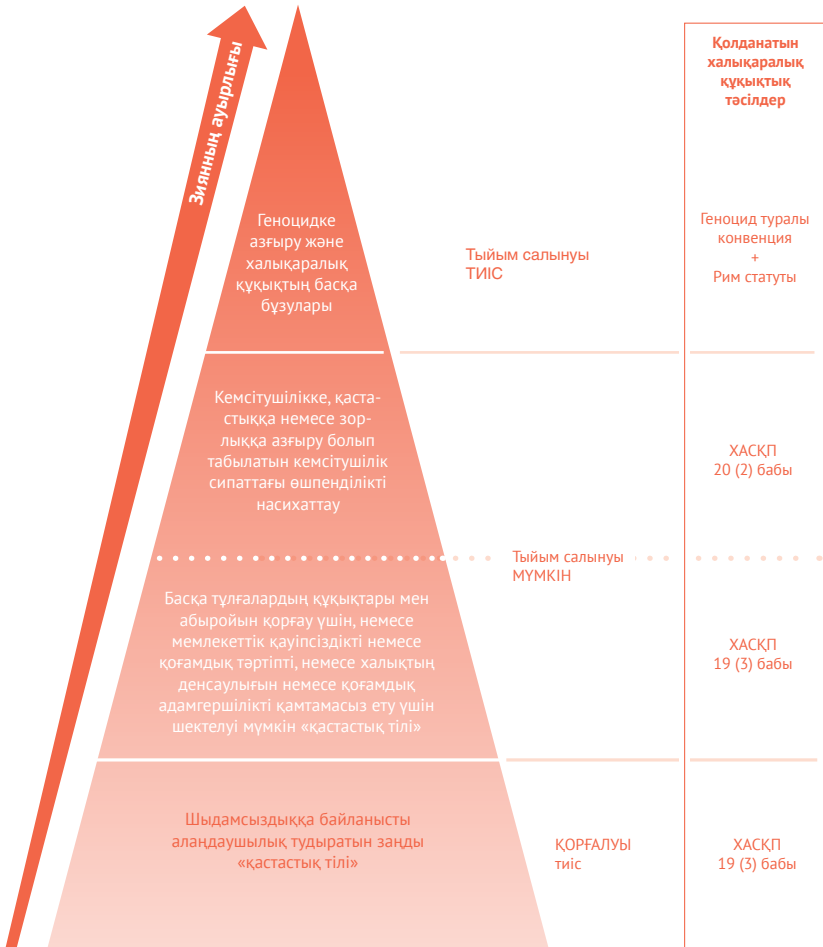 Зиянның ауырлығы
Қолданатын
халықаралық
құқықтық
тәсілдер
Геноцидке
азғыру және
халықаралық
құқықтың басқа
бұзулары
Тыйым салынуы
ТИІС
Геноцид туралы
конвенция
+
Рим статуты
Кемсітушілікке, қаста-
стыққа немесе зор-
лыққа азғыру болып
табылатын кемсітушілік
сипаттағы өшпенділікті
насихаттау
ХАСҚП
20 (2) бабы
Тыйым салынуы
МҮМКІН
Басқа тұлғалардың құқықтары мен
абыройын қорғау үшін, немесе
мемлекеттік қауіпсіздікті немесе
қоғамдық тәртіпті, немесе халықтың
денсаулығын немесе қоғамдық
адамгершілікті қамтамасыз ету үшін
шектелуі мүмкін «қастастық тілі»
ХАСҚП
19 (3) бабы
Шыдамсыздыққа байланысты
алаңдаушылық тудыратын заңды
«қастастық тілі»
ҚОРҒАЛУЫ
тиіс
ХАСҚП
19 (3) бабы